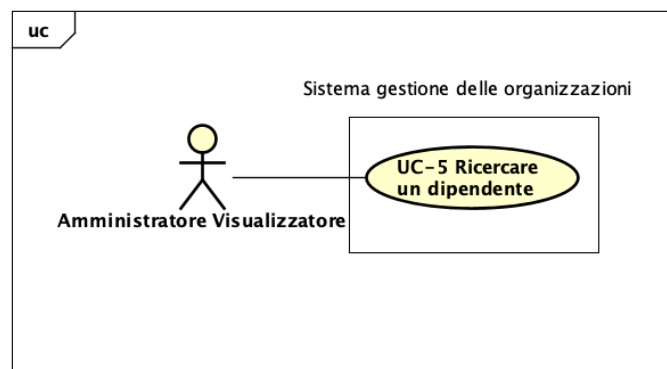 uc
Sistema gestione delle organizzazioni
UC-5 Ricercare
un dipendente
Amministratore Visualizzatore